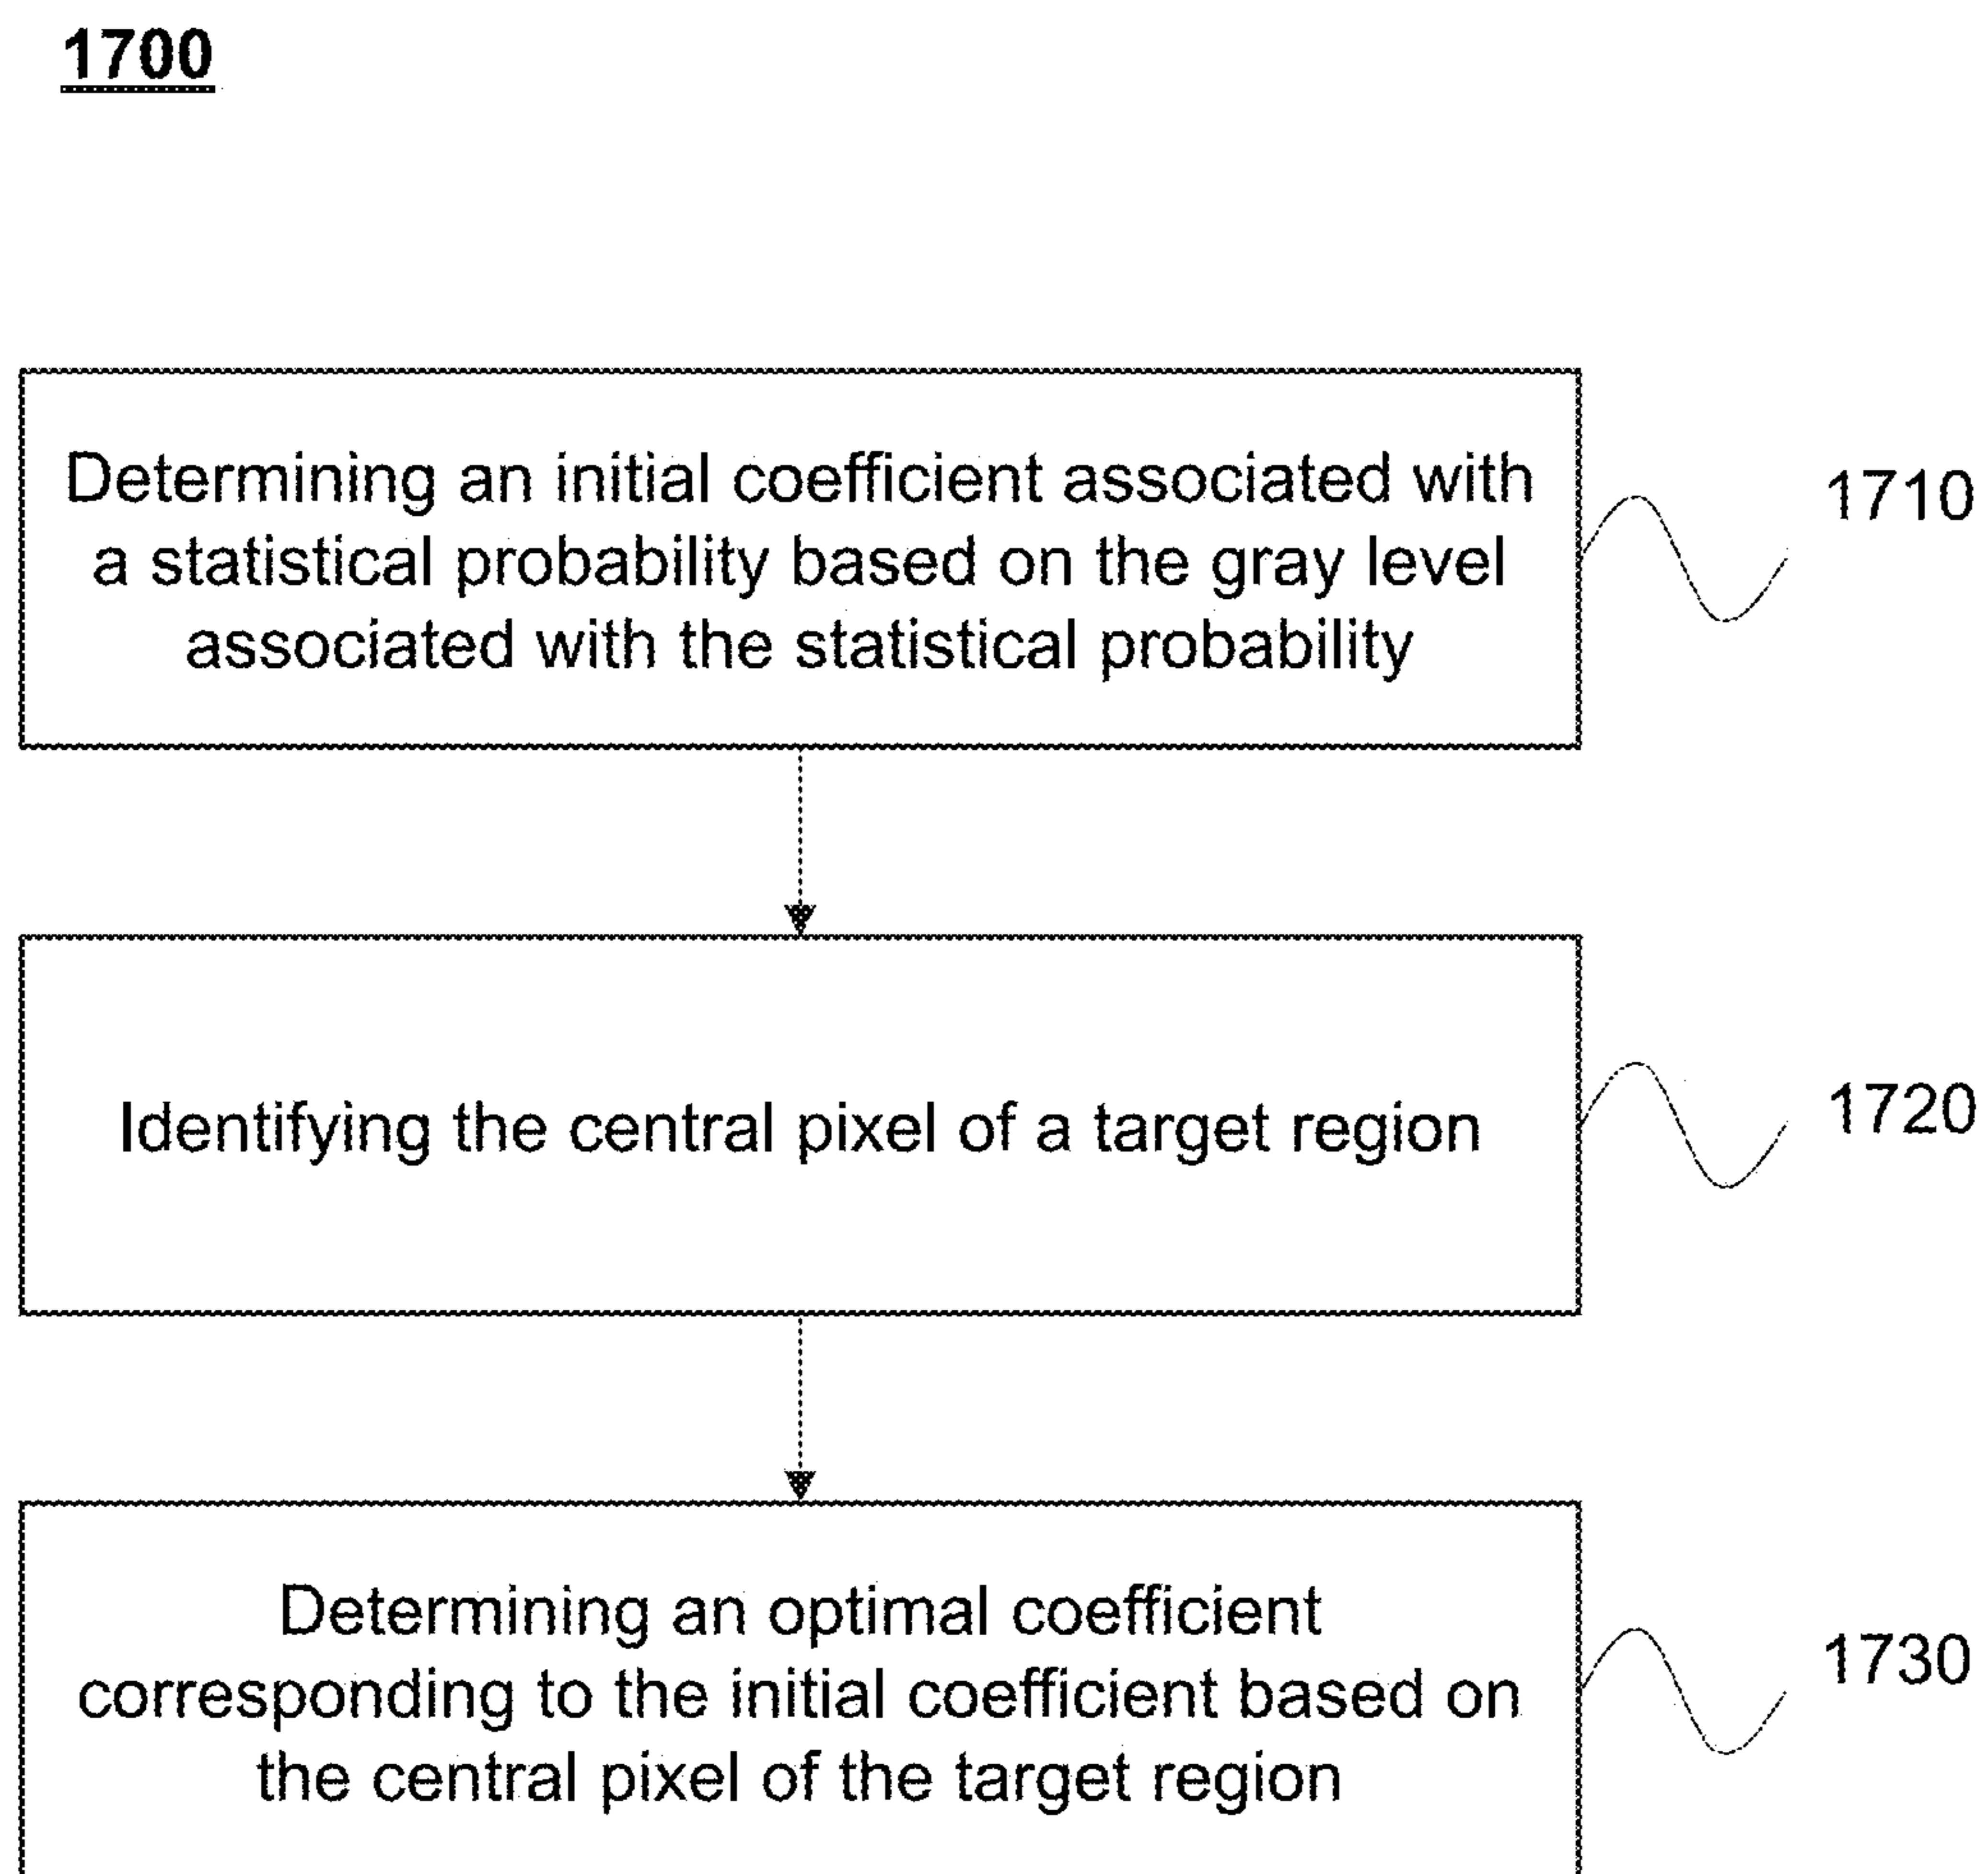 1700
Determining an initial coefficient associated with
a statistical probability based on the gray level
associated with the statistical probability
1710
Identifying the central pixel of a target region
1720
Determining an optimal coefficient
corresponding to the initial coefficient based on
the central pixel of the target region
1730